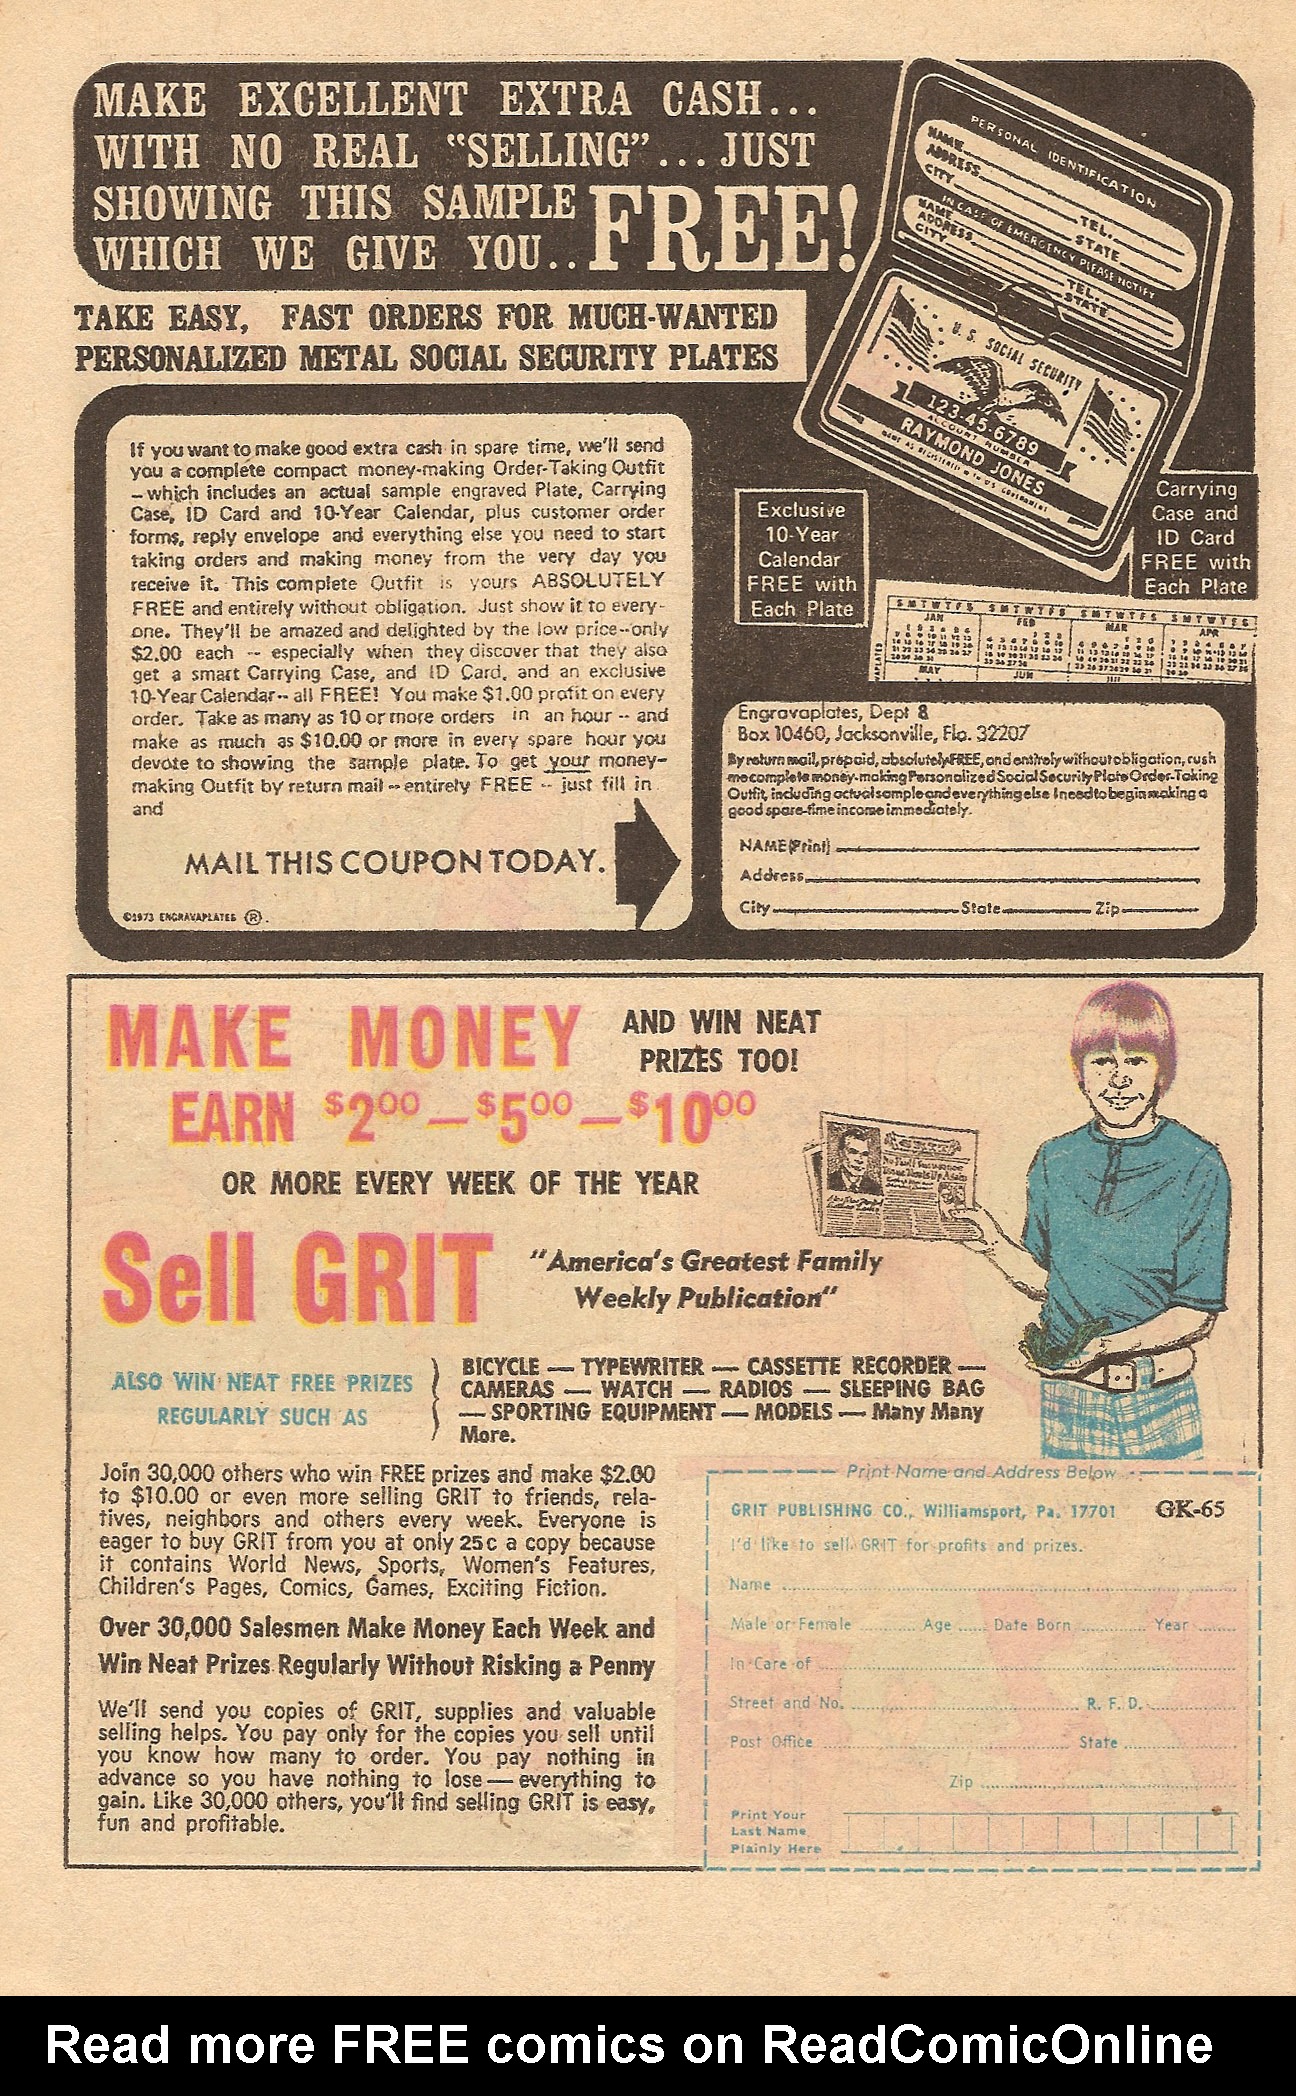 MAKE EXCELLENT EXTRA CASH...
WITH NO REAL "SELLING"... JUST
SHOWING THIS SAMPLE
WHICH WE GIVE YOU.. FREE!
TAKE EASY, FAST ORDERS FOR MUCH-WANTED
PERSONALIZED METAL SOCIAL SECURITY PLATES
PERSONAL IDENTIFICATION
NAME
ADDRESS
CITY
TEL.
STATE
IN CASE OF EMERGENCY PLEASE NOTIFY
NAME
ADDRESS
CITY
TEL.
STATE
U. S. SOCIAL SECURITY
123-45-6789
ACCOUNT NUMBER
RAYMOND JONES
If you want to make good extra cash in spare time, we'll send
you a complete compact money-making Order-Taking Outfit
-- which includes an actual sample engraved Plate, Carrying
Case, ID Card and 10-Year Calendar, plus customer order
forms, reply envelope and everything else you need to start
taking orders and making money from the very day you
receive it. This complete Outfit is yours ABSOLUTELY
FREE and entirely without obligation. Just show it to every-
one. They'll be amazed and delighted by the low price--only
$2.00 each -- especially when they discover that they also
get a smart Carrying Case, and ID Card, and an exclusive
10-Year Calendar-- all FREE! You make $1.00 profit on every
order. Take as many as 10 or more orders in an hour -- and
make as much as $10.00 or more in every spare hour you
devote to showing the sample plate. To get your money-
making Outfit by return mail -- entirely FREE -- just fill in
and
MAIL THIS COUPON TODAY.
©1973 ENGRAVAPLATES ®.
Exclusive
10-Year
Calendar
FREE with
Each Plate
Carrying
Case and
ID Card
FREE with
Each Plate
S M T W T F S S M T W T F S S M T W T F S S M T W T F S
JAN FEB MAR APR
MAY JUN JUL
Engravaplates, Dept 8
Box 10460, Jacksonville, Fla. 32207
By return mail, prepaid, absolutely FREE, and entirely without obligation, rush
me complete money-making Personalized Social Security Plate Order-Taking
Outfit, including actual sample and everything else I need to begin making a
good spare-time income immediately.
NAME (Print)
Address
City State Zip
MAKE MONEY AND WIN NEAT
PRIZES TOO!
EARN $2.00 — $5.00 — $10.00
OR MORE EVERY WEEK OF THE YEAR
Sell GRIT "America's Greatest Family
Weekly Publication"
ALSO WIN NEAT FREE PRIZES
REGULARLY SUCH AS
BICYCLE — TYPEWRITER — CASSETTE RECORDER —
CAMERAS — WATCH — RADIOS — SLEEPING BAG
— SPORTING EQUIPMENT — MODELS — Many Many
More.
Join 30,000 others who win FREE prizes and make $2.00
to $10.00 or even more selling GRIT to friends, rela-
tives, neighbors and others every week. Everyone is
eager to buy GRIT from you at only 25c a copy because
it contains World News, Sports, Women's Features,
Children's Pages, Comics, Games, Exciting Fiction.
Over 30,000 Salesmen Make Money Each Week and
Win Neat Prizes Regularly Without Risking a Penny
We'll send you copies of GRIT, supplies and valuable
selling helps. You pay only for the copies you sell until
you know how many to order. You pay nothing in
advance so you have nothing to lose — everything to
gain. Like 30,000 others, you'll find selling GRIT is easy,
fun and profitable.
Print Name and Address Below
GRIT PUBLISHING CO., Williamsport, Pa. 17701 GK-65
I'd like to sell GRIT for profits and prizes.
Name
Male or Female Age Date Born Year
In Care of
Street and No. R. F. D.
Post Office State
Zip
Print Your
Last Name
Plainly Here
Read more FREE comics on ReadComicOnline